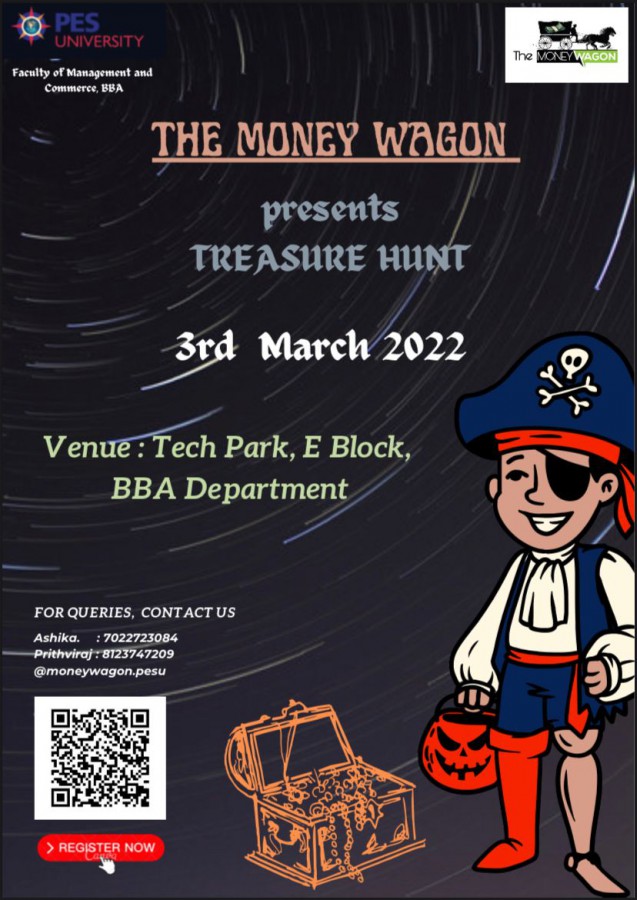 PES
UNIVERSITY
Faculty of Management and
Commerce, BBA
The MONEY WAGON
THE MONEY WAGON
presents
TREASURE HUNT
3rd March 2022
Venue : Tech Park, E Block,
BBA Department
FOR QUERIES, CONTACT US
Ashika. : 7022723084
Prithviraj : 8123747209
@moneywagon.pesu
> REGISTER NOW
Canva